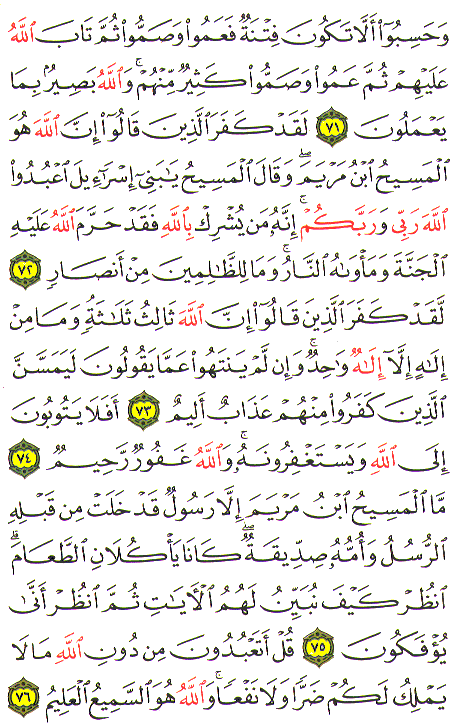 وَحَسِبُوٓا۟ أَلَّا تَكُونَ فِتْنَةٌ فَعَمُوا۟ وَصَمُّوا۟ ثُمَّ تَابَ ٱللَّهُ
عَلَيْهِمْ ثُمَّ عَمُوا۟ وَصَمُّوا۟ كَثِيرٌ مِّنْهُمْ ۚ وَٱللَّهُ بَصِيرٌۢ بِمَا
يَعْمَلُونَ ٧١ لَقَدْ كَفَرَ ٱلَّذِينَ قَالُوٓا۟ إِنَّ ٱللَّهَ هُوَ
ٱلْمَسِيحُ ٱبْنُ مَرْيَمَ ۖ وَقَالَ ٱلْمَسِيحُ يَٰبَنِىٓ إِسْرَٰٓءِيلَ ٱعْبُدُوا۟
ٱللَّهَ رَبِّى وَرَبَّكُمْ ۖ إِنَّهُۥ مَن يُشْرِكْ بِٱللَّهِ فَقَدْ حَرَّمَ ٱللَّهُ عَلَيْهِ
ٱلْجَنَّةَ وَمَأْوَىٰهُ ٱلنَّارُ ۖ وَمَا لِلظَّٰلِمِينَ مِنْ أَنصَارٍ ٧٢
لَّقَدْ كَفَرَ ٱلَّذِينَ قَالُوٓا۟ إِنَّ ٱللَّهَ ثَالِثُ ثَلَٰثَةٍ ۘ وَمَا مِنْ
إِلَٰهٍ إِلَّآ إِلَٰهٌ وَٰحِدٌ ۚ وَإِن لَّمْ يَنتَهُوا۟ عَمَّا يَقُولُونَ لَيَمَسَّنَّ
ٱلَّذِينَ كَفَرُوا۟ مِنْهُمْ عَذَابٌ أَلِيمٌ ٧٣ أَفَلَا يَتُوبُونَ
إِلَى ٱللَّهِ وَيَسْتَغْفِرُونَهُۥ ۚ وَٱللَّهُ غَفُورٌ رَّحِيمٌ ٧٤
مَّا ٱلْمَسِيحُ ٱبْنُ مَرْيَمَ إِلَّا رَسُولٌ قَدْ خَلَتْ مِن قَبْلِهِ
ٱلرُّسُلُ وَأُمُّهُۥ صِدِّيقَةٌ ۖ كَانَا يَأْكُلَانِ ٱلطَّعَامَ ۗ
ٱنظُرْ كَيْفَ نُبَيِّنُ لَهُمُ ٱلْءَايَٰتِ ثُمَّ ٱنظُرْ أَنَّىٰ
يُؤْفَكُونَ ٧٥ قُلْ أَتَعْبُدُونَ مِن دُونِ ٱللَّهِ مَا لَا
يَمْلِكُ لَكُمْ ضَرًّا وَلَا نَفْعًا ۚ وَٱللَّهُ هُوَ ٱلسَّمِيعُ ٱلْعَلِيمُ ٧٦